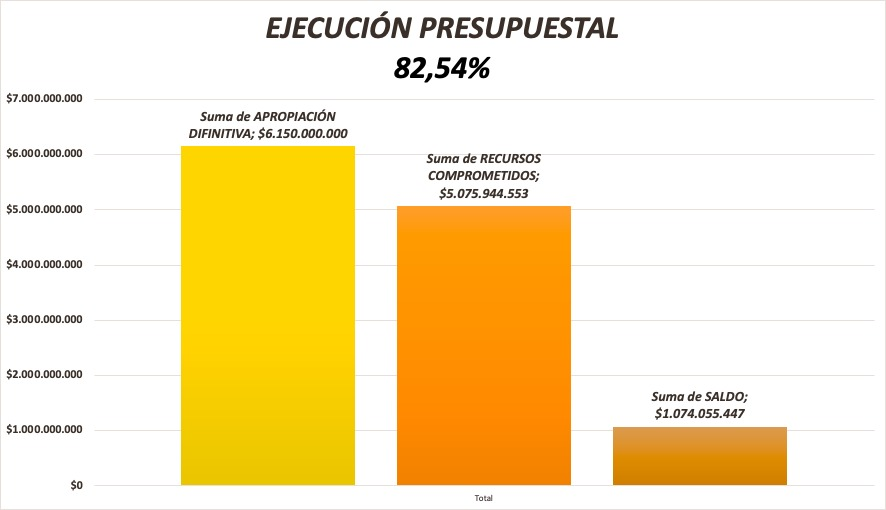 EJECUCIÓN PRESUPUESTAL
82,54%
$7.000.000.000
$6.000.000.000
$5.000.000.000
$4.000.000.000
$3.000.000.000
$2.000.000.000
$1.000.000.000
$0
Suma de APROPIACIÓN
DIFINITIVA; $6.150.000.000
Suma de RECURSOS
COMPROMETIDOS;
$5.075.944.553
Suma de SALDO;
$1.074.055.447
Total